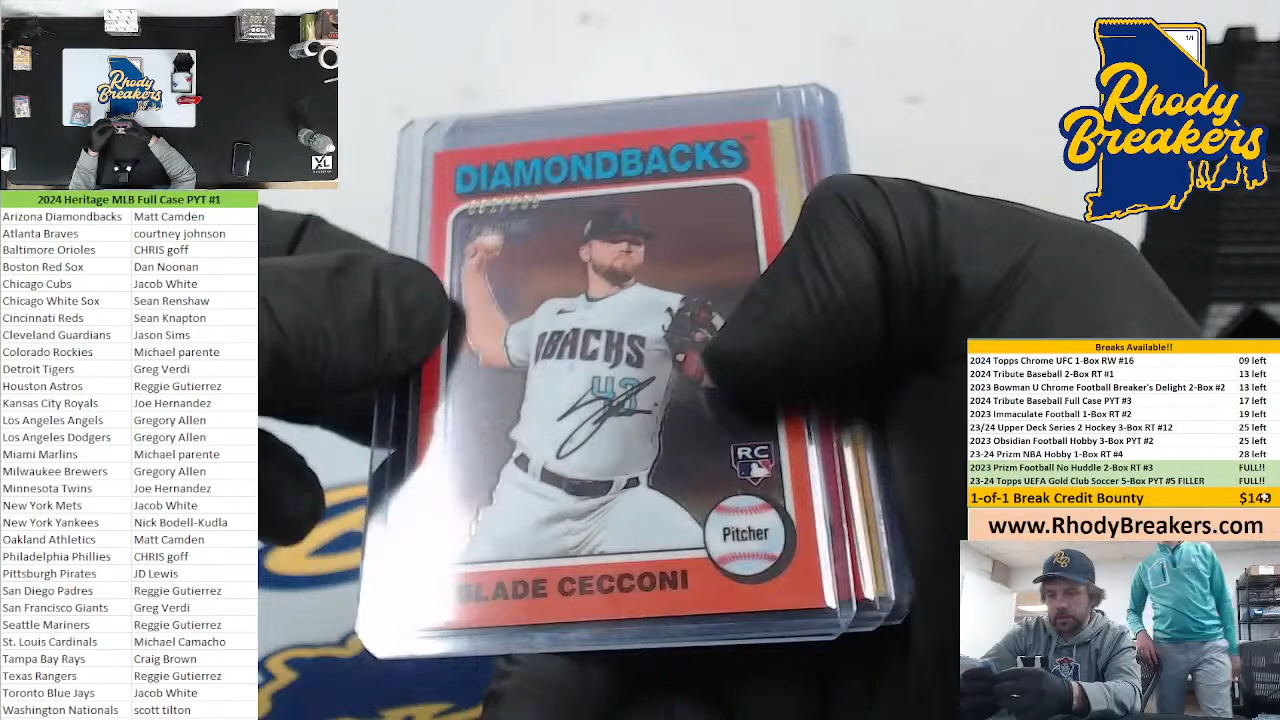 Rhody
Breakers
XL
2024 Heritage MLB Full Case PYT #1
Arizona Diamondbacks Matt Camden
Atlanta Braves courtney johnson
Baltimore Orioles CHRIS goff
Boston Red Sox Dan Noonan
Chicago Cubs Jacob White
Chicago White Sox Sean Renshaw
Cincinnati Reds Sean Knapton
Cleveland Guardians Jason Sims
Colorado Rockies Michael parente
Detroit Tigers Greg Verdi
Houston Astros Reggie Gutierrez
Kansas City Royals Joe Hernandez
Los Angeles Angels Gregory Allen
Los Angeles Dodgers Gregory Allen
Miami Marlins Michael parente
Milwaukee Brewers Gregory Allen
Minnesota Twins Joe Hernandez
New York Mets Jacob White
New York Yankees Nick Bodell-Kudla
Oakland Athletics Matt Camden
Philadelphia Phillies CHRIS goff
Pittsburgh Pirates JD Lewis
San Diego Padres Reggie Gutierrez
San Francisco Giants Greg Verdi
Seattle Mariners Reggie Gutierrez
St. Louis Cardinals Michael Camacho
Tampa Bay Rays Craig Brown
Texas Rangers Reggie Gutierrez
Toronto Blue Jays Jacob White
Washington Nationals scott tilton
DIAMONDBACKS
DBACKS
43
RC
Pitcher
BLADE CECCONI
1/1
Rhody
Breakers
Breaks Available!!
2024 Topps Chrome UFC 1-Box RW #16 09 left
2024 Tribute Baseball 2-Box RT #1 13 left
2023 Bowman U Chrome Football Breaker's Delight 2-Box #2 13 left
2024 Tribute Baseball Full Case PYT #3 17 left
2023 Immaculate Football 1-Box RT #2 19 left
23/24 Upper Deck Series 2 Hockey 3-Box RT #12 25 left
2023 Obsidian Football Hobby 3-Box PYT #2 25 left
23-24 Prizm NBA Hobby 1-Box RT #4 28 left
2023 Prizm Football No Huddle 2-Box RT #3 FULL!!
23-24 Topps UEFA Gold Club Soccer 5-Box PYT #5 FILLER FULL!!
1-of-1 Break Credit Bounty
www.RhodyBreakers.com
RB